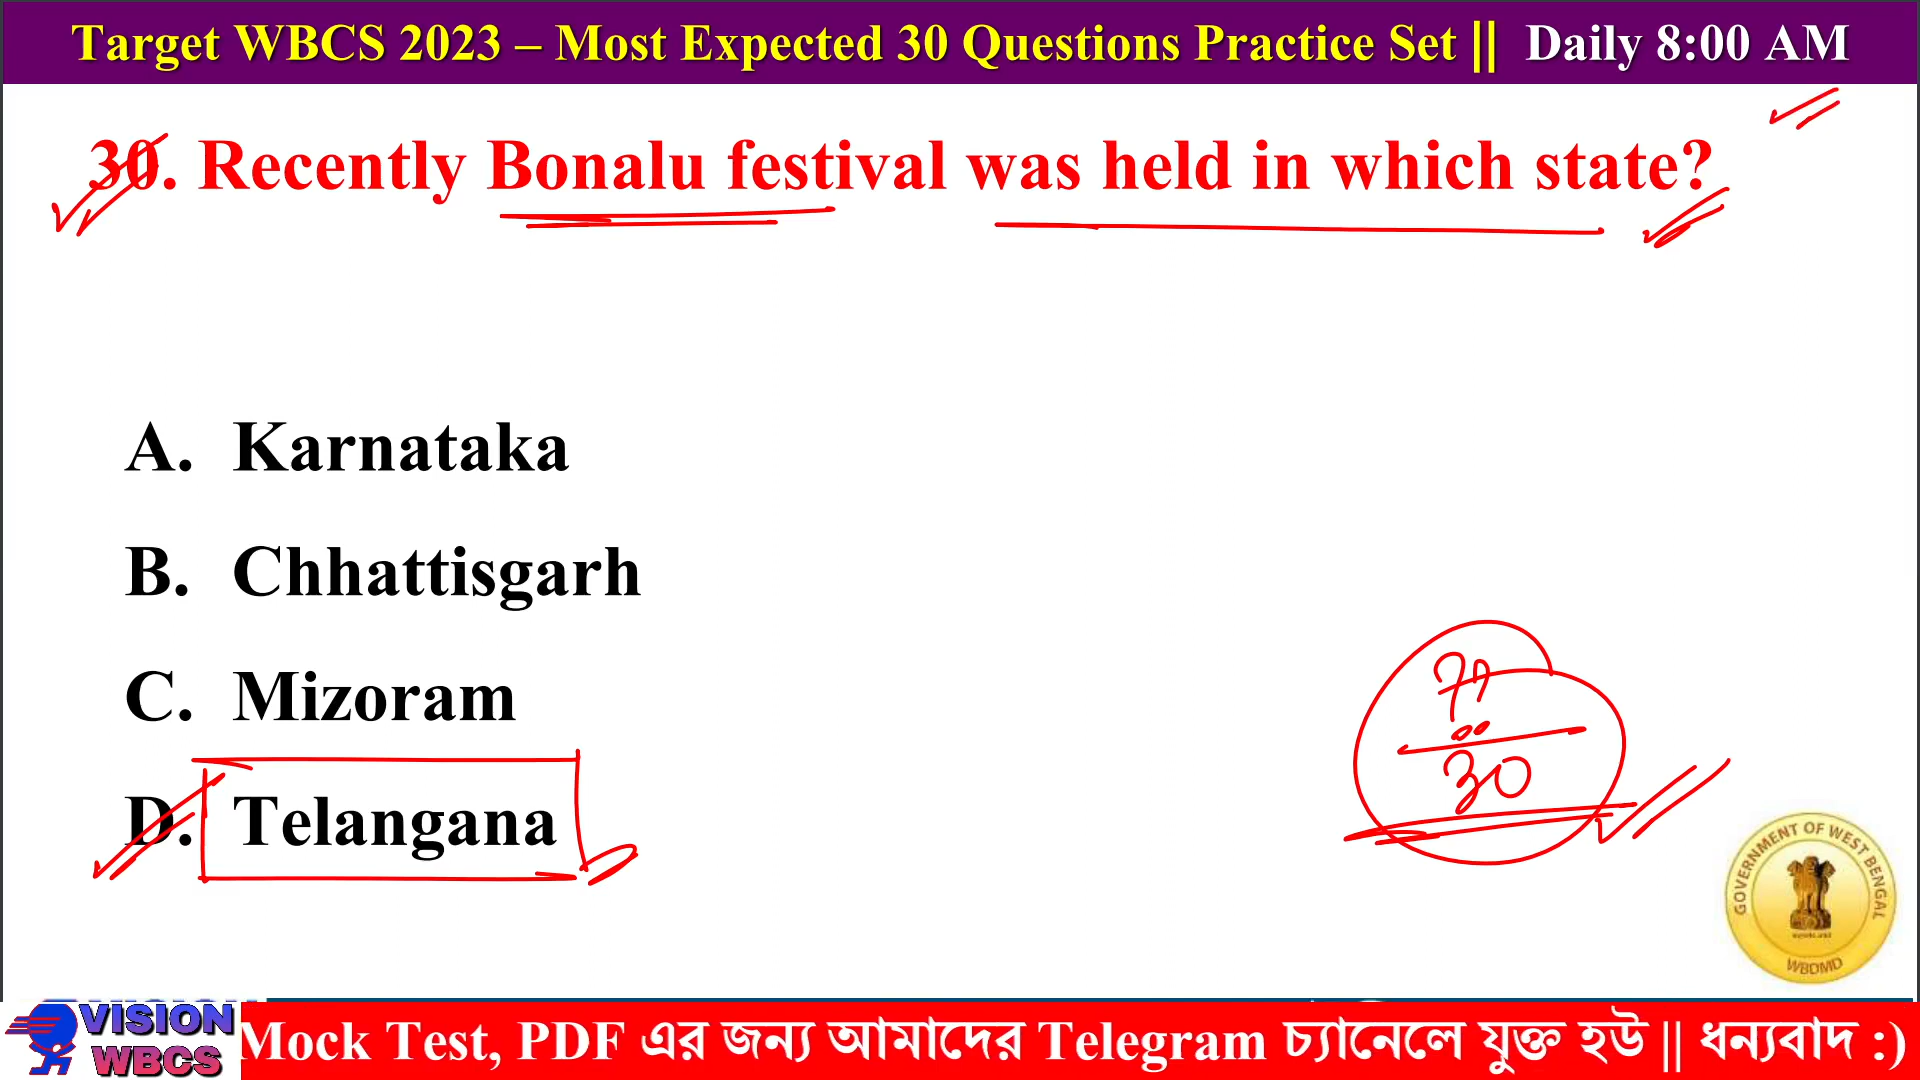 Target WBCS 2023 – Most Expected 30 Questions Practice Set || Daily 8:00 AM
30. Recently Bonalu festival was held in which state?
A. Karnataka
B. Chhattisgarh
C. Mizoram
D. Telangana
30
GOVERNMENT OF WEST BENGAL
WBDMD
VISION
WBCS
Mock Test, PDF এর জন্য আমাদের Telegram চ্যানেলে যুক্ত হউ || ধন্যবাদ :)